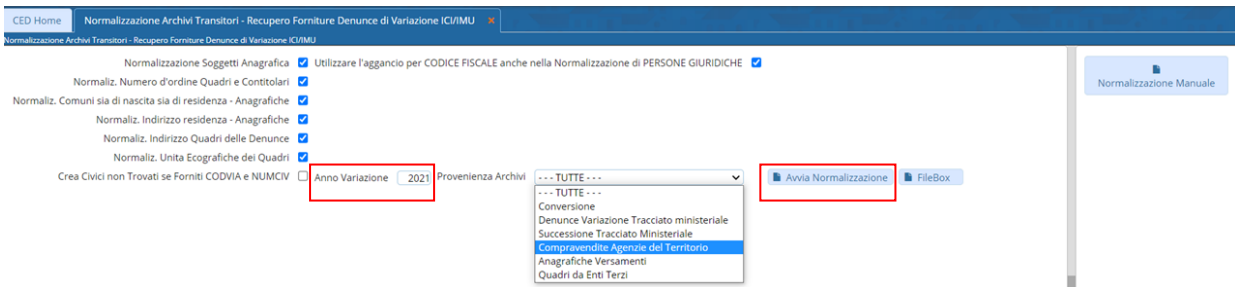 CED Home
Normalizzazione Archivi Transitori - Recupero Forniture Denunce di Variazione ICI/IMU ×
Normalizzazione Archivi Transitori - Recupero Forniture Denunce di Variazione ICI/IMU
Normalizzazione Soggetti Anagrafica Utilizzare l'aggancio per CODICE FISCALE anche nella Normalizzazione di PERSONE GIURIDICHE
Normaliz. Numero d'ordine Quadri e Contitolari
Normaliz. Comuni sia di nascita sia di residenza - Anagrafiche
Normaliz. Indirizzo residenza - Anagrafiche
Normaliz. Indirizzo Quadri delle Denunce
Normaliz. Unita Ecografiche dei Quadri
Crea Civici non Trovati se Forniti CODVIA e NUMCIV Anno Variazione 2021 Provenienza Archivi - - - TUTTE - - - Avvia Normalizzazione FileBox
- - - TUTTE - - -
Conversione
Denunce Variazione Tracciato ministeriale
Successione Tracciato Ministeriale
Compravendite Agenzie del Territorio
Anagrafiche Versamenti
Quadri da Enti Terzi
Normalizzazione Manuale